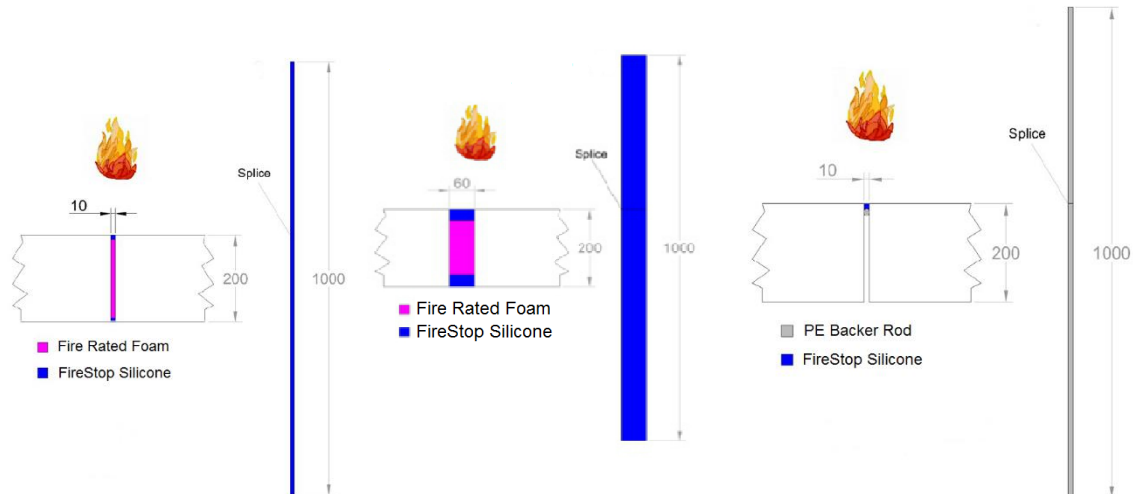 Splice
10
200
1000
Fire Rated Foam
FireStop Silicone
Splice
60
200
1000
Fire Rated Foam
FireStop Silicone
Splice
10
200
1000
PE Backer Rod
FireStop Silicone